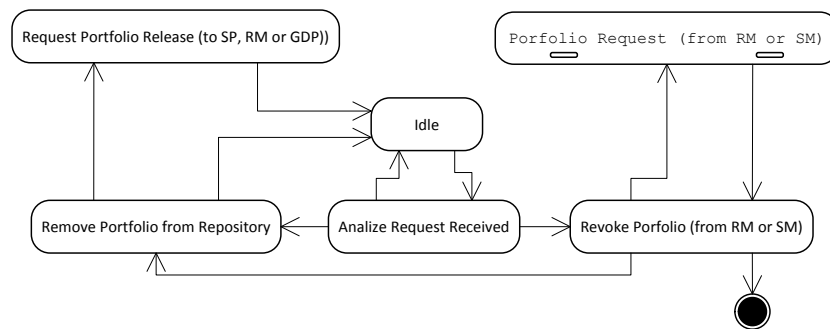 Request Portfolio Release (to SP, RM or GDP))
Porfolio Request (from RM or SM)
Idle
Remove Portfolio from Repository
Analize Request Received
Revoke Porfolio (from RM or SM)